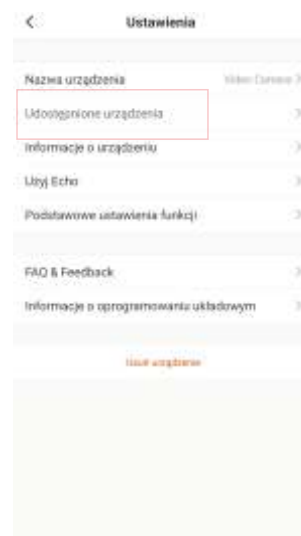 Ustawienia
Nazwa urządzenia
Udostępnione urządzenia
Informacje o urządzeniu
Użyj Echo
Podstawowe ustawienia funkcji
FAQ & Feedback
Informacje o oprogramowaniu układowym
Usuń urządzenie